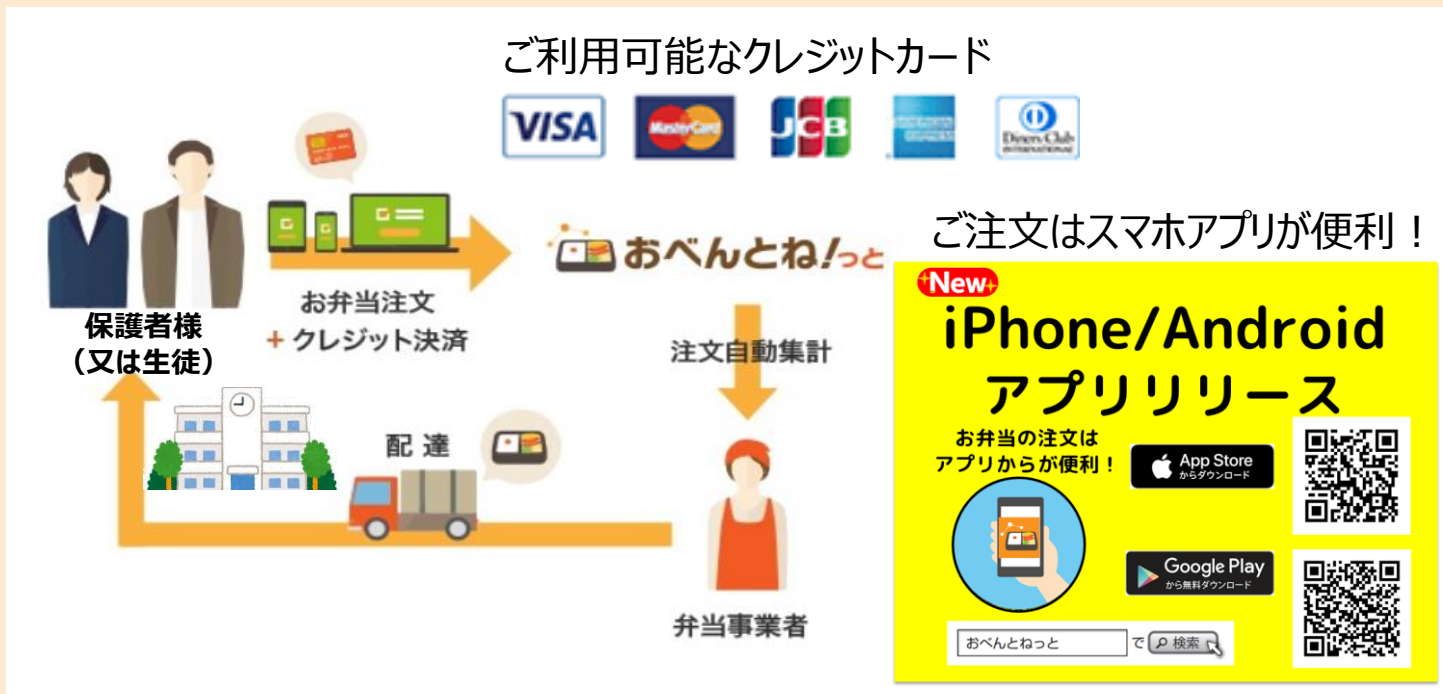 ご利用可能なクレジットカード
VISA
MasterCard
JCB
AMERICAN EXPRESS
Diners Club
INTERNATIONAL
おべんとね!っと
お弁当注文
+ クレジット決済
保護者様
（又は生徒）
注文自動集計
配達
弁当事業者
ご注文はスマホアプリが便利！
New
iPhone/Android
アプリリリース
お弁当の注文は
アプリからが便利！
App Store
からダウンロード
Google Play
から無料ダウンロード
おべんとねっと で 検索